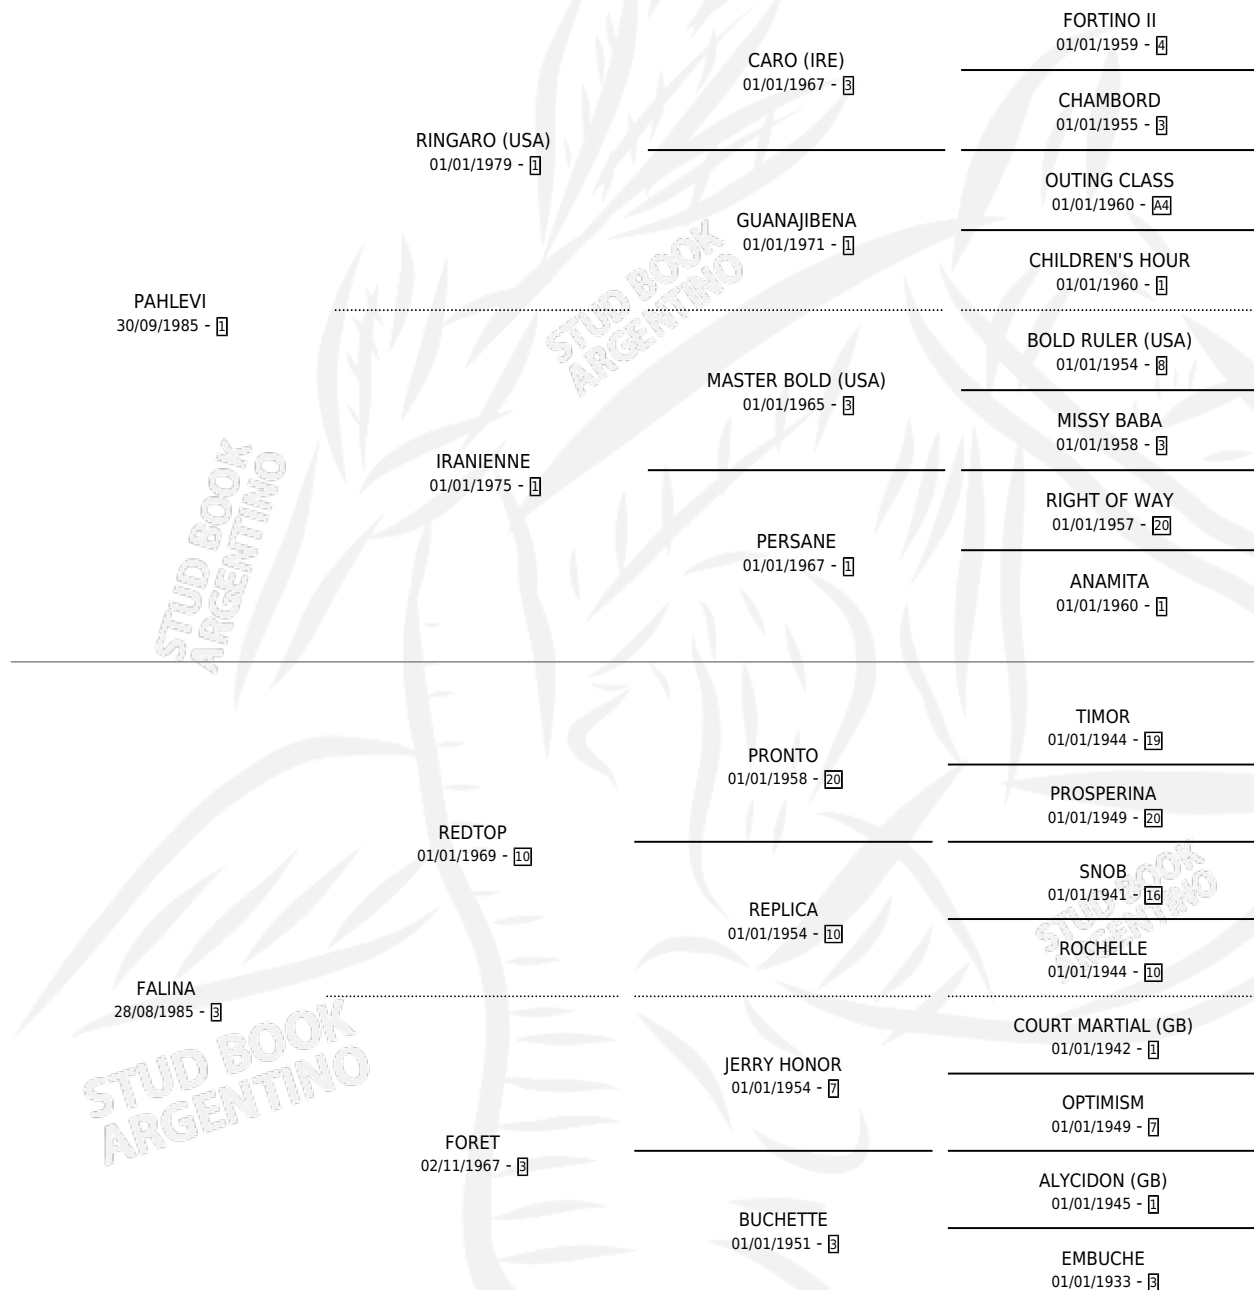 FORTINO II
01/01/1959 - 4
CARO (IRE)
01/01/1967 - 3
CHAMBORD
01/01/1955 - 3
RINGARO (USA)
01/01/1979 - 1
OUTING CLASS
01/01/1960 - A4
GUANAJIBENA
01/01/1971 - 1
CHILDREN'S HOUR
01/01/1960 - 1
PAHLEVI
30/09/1985 - 1
BOLD RULER (USA)
01/01/1954 - 8
MASTER BOLD (USA)
01/01/1965 - 3
MISSY BABA
01/01/1958 - 3
IRANIENNE
01/01/1975 - 1
RIGHT OF WAY
01/01/1957 - 20
PERSANE
01/01/1967 - 1
ANAMITA
01/01/1960 - 1
TIMOR
01/01/1944 - 19
PRONTO
01/01/1958 - 20
PROSPERINA
01/01/1949 - 20
REDTOP
01/01/1969 - 10
SNOB
01/01/1941 - 16
REPLICA
01/01/1954 - 10
ROCHELLE
01/01/1944 - 10
FALINA
28/08/1985 - 3
COURT MARTIAL (GB)
01/01/1942 - 1
JERRY HONOR
01/01/1954 - 7
OPTIMISM
01/01/1949 - 7
FORET
02/11/1967 - 3
ALYCIDON (GB)
01/01/1945 - 1
BUCHETTE
01/01/1951 - 3
EMBUCHE
01/01/1933 - 3
STUD BOOK
ARGENTINO
STUD BOOK
ARGENTINO
STUD BOOK
ARGENTINO
STUD BOOK
ARGENTINO